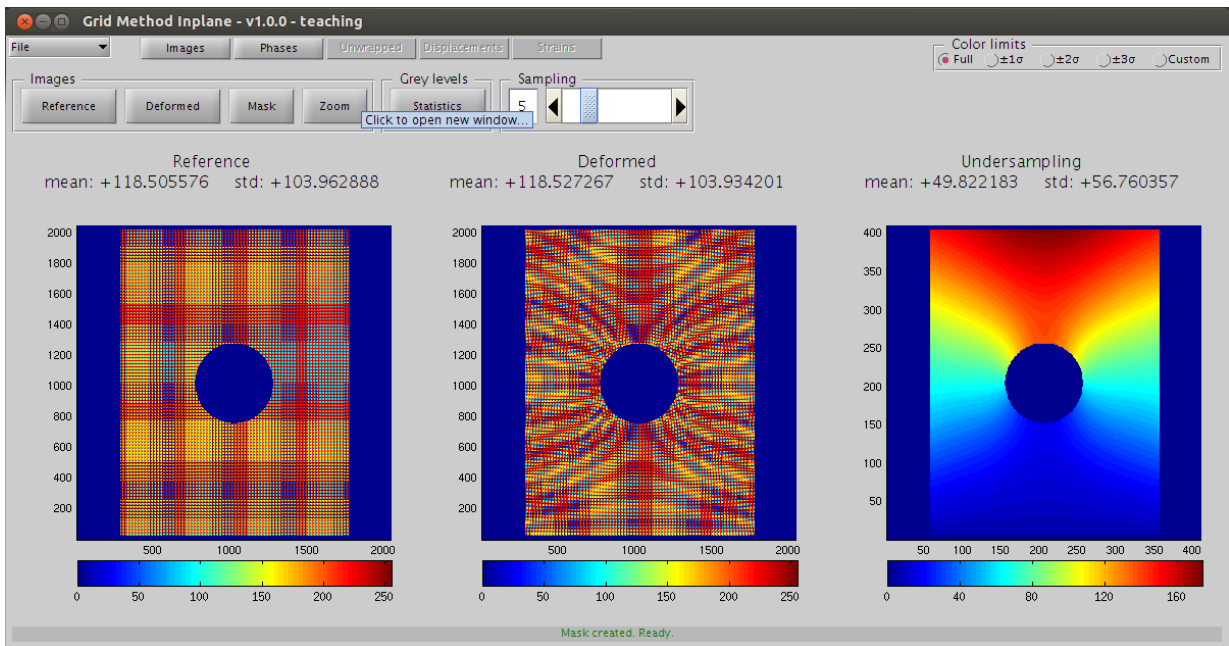 Grid Method Inplane - v1.0.0 - teaching
File Images Phases Unwrapped Displacements Strains
Color limits
Full ±1σ ±2σ ±3σ Custom
Images Grey levels Sampling
Reference Deformed Mask Zoom Statistics 5
Click to open new window...
Reference Deformed Undersampling
mean: +118.505576 std: +103.962888 mean: +118.527267 std: +103.934201 mean: +49.822183 std: +56.760357
2000 2000 400
1800 1800 350
1600 1600 300
1400 1400 250
1200 1200 200
1000 1000 150
800 800 100
600 600 50
400 400
200 200
500 1000 1500 2000 500 1000 1500 2000 50 100 150 200 250 300 350 400
0 50 100 150 200 250 0 50 100 150 200 250 0 40 80 120 160
Mask created. Ready.